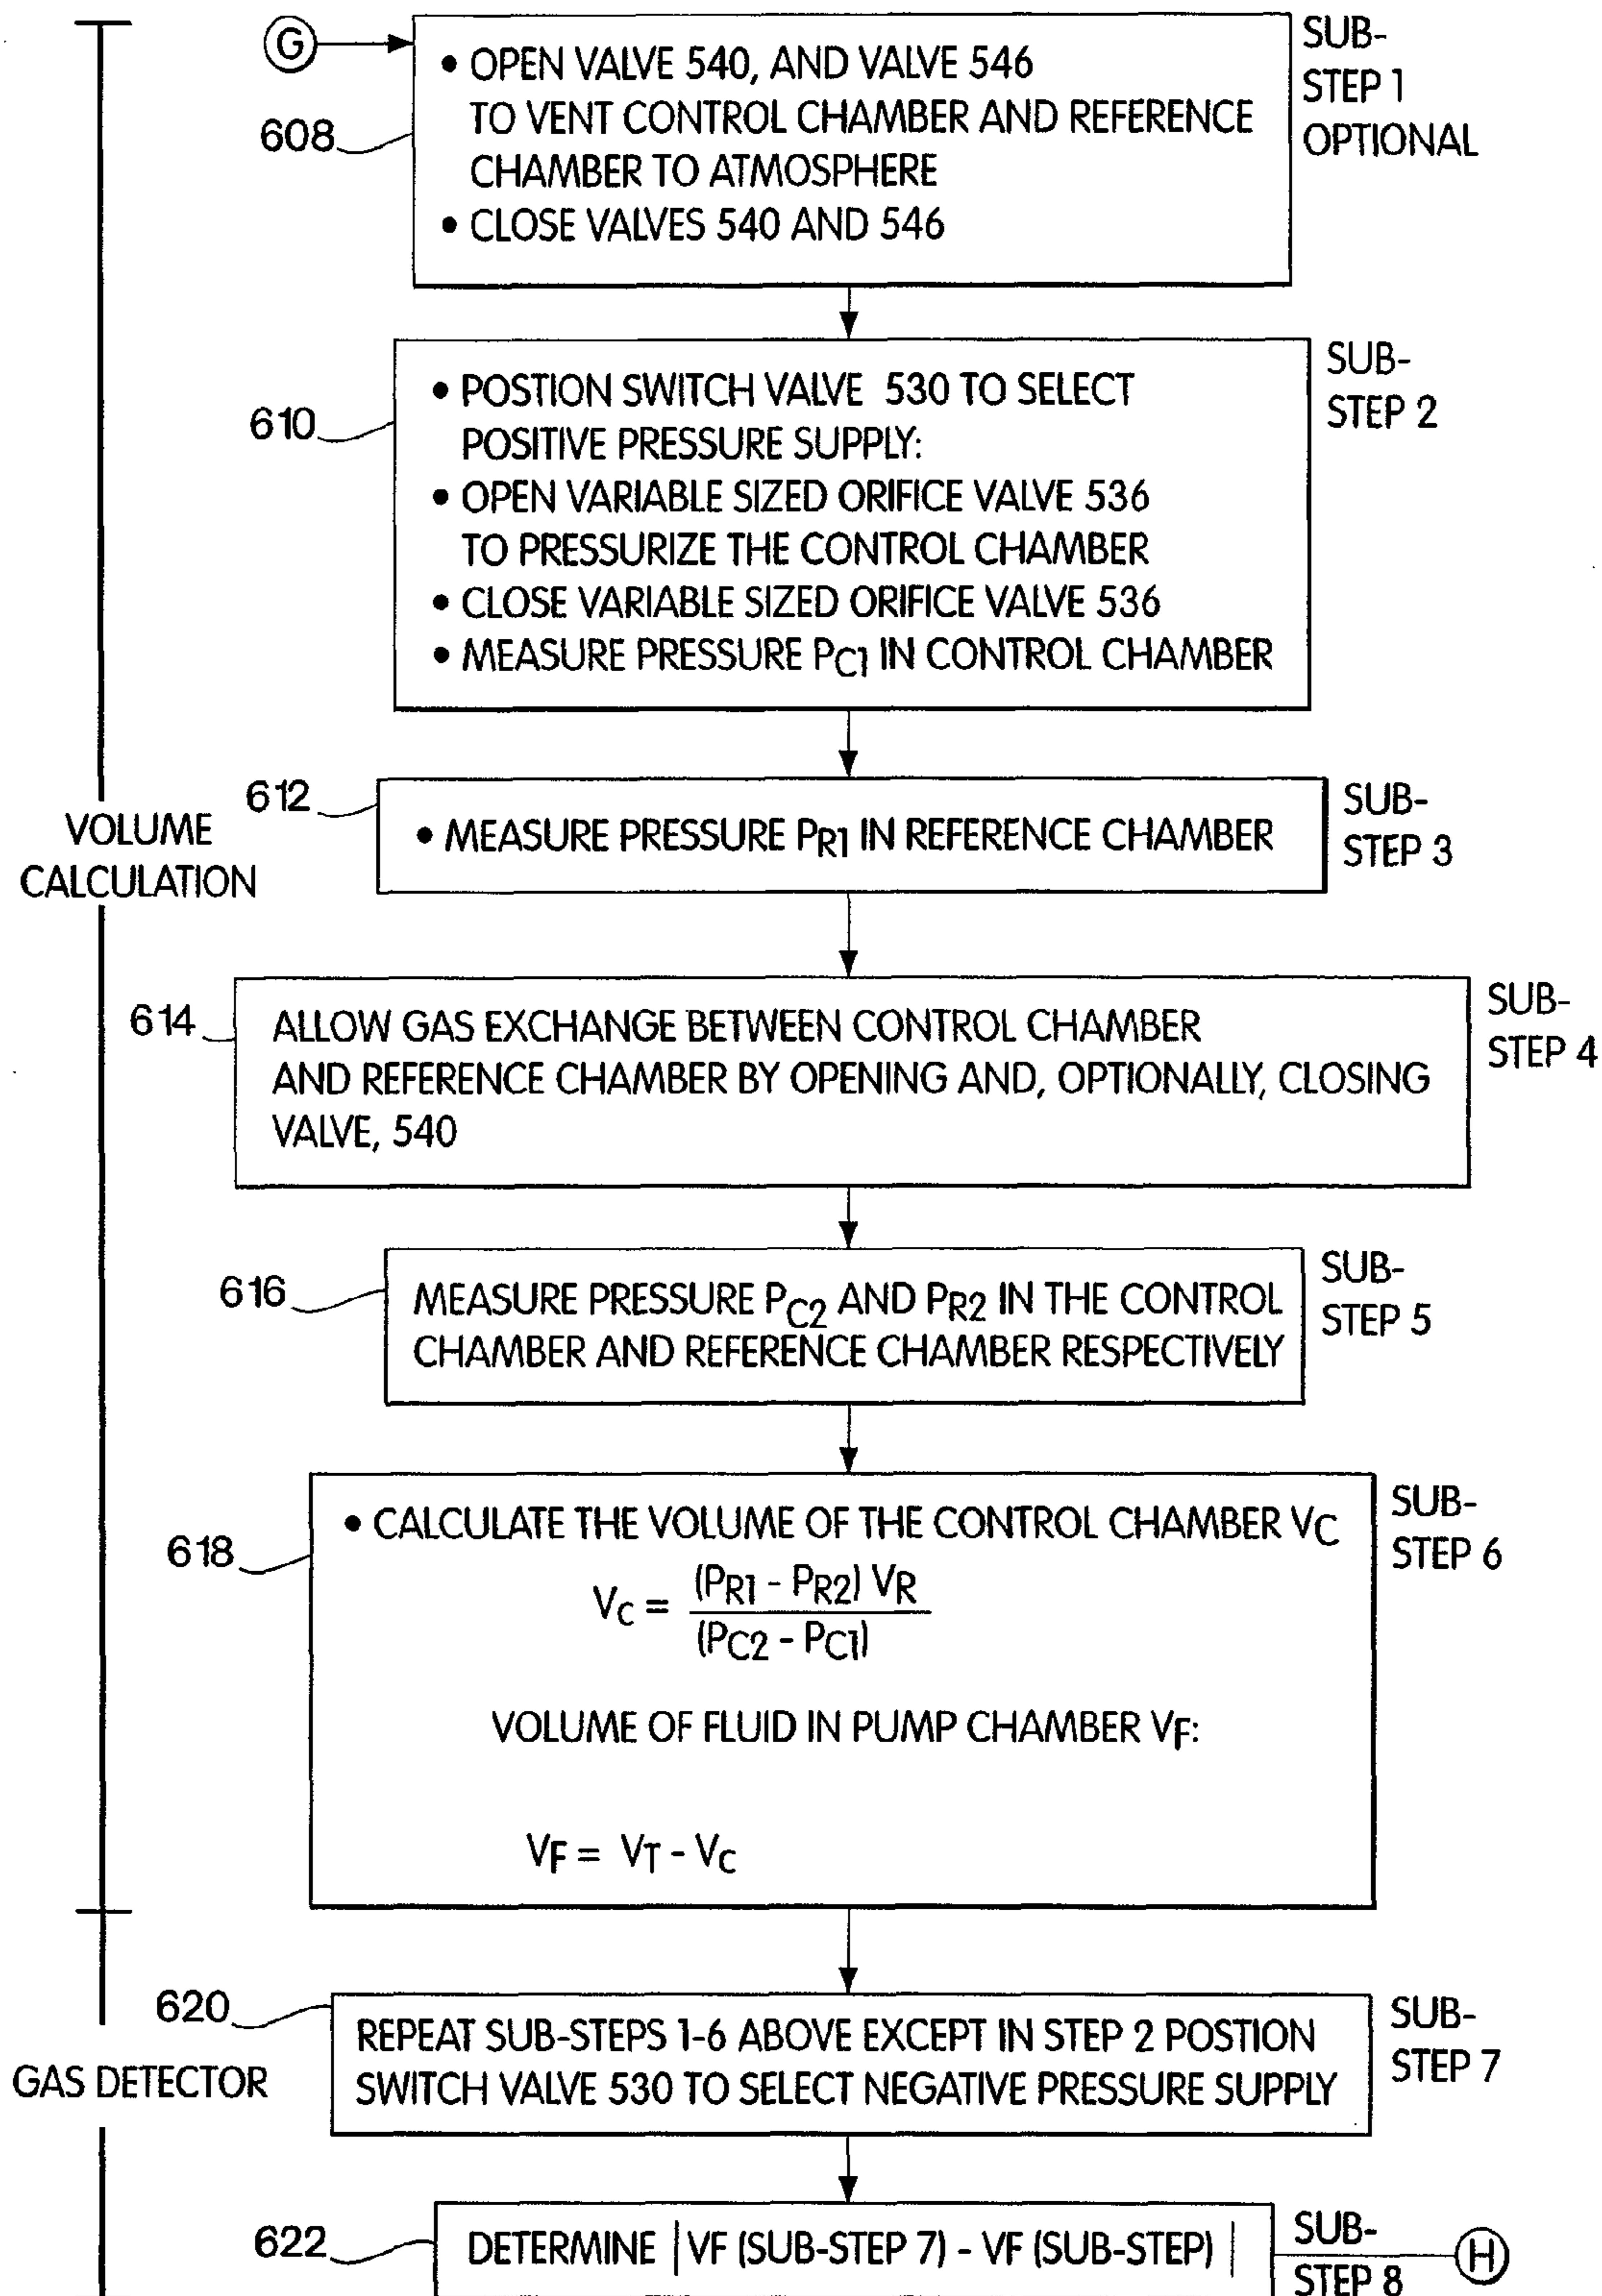 G
• OPEN VALVE 540, AND VALVE 546
TO VENT CONTROL CHAMBER AND REFERENCE
CHAMBER TO ATMOSPHERE
• CLOSE VALVES 540 AND 546
608
SUB-
STEP 1
OPTIONAL
• POSTION SWITCH VALVE 530 TO SELECT
POSITIVE PRESSURE SUPPLY:
• OPEN VARIABLE SIZED ORIFICE VALVE 536
TO PRESSURIZE THE CONTROL CHAMBER
• CLOSE VARIABLE SIZED ORIFICE VALVE 536
• MEASURE PRESSURE PC1 IN CONTROL CHAMBER
610
SUB-
STEP 2
612
• MEASURE PRESSURE PR1 IN REFERENCE CHAMBER
SUB-
STEP 3
VOLUME
CALCULATION
614
ALLOW GAS EXCHANGE BETWEEN CONTROL CHAMBER
AND REFERENCE CHAMBER BY OPENING AND, OPTIONALLY, CLOSING
VALVE, 540
SUB-
STEP 4
616
MEASURE PRESSURE PC2 AND PR2 IN THE CONTROL
CHAMBER AND REFERENCE CHAMBER RESPECTIVELY
SUB-
STEP 5
618
• CALCULATE THE VOLUME OF THE CONTROL CHAMBER VC
VC = (PR1 - PR2) VR
(PC2 - PC1)
VOLUME OF FLUID IN PUMP CHAMBER VF:
VF = VT - VC
SUB-
STEP 6
620
REPEAT SUB-STEPS 1-6 ABOVE EXCEPT IN STEP 2 POSTION
SWITCH VALVE 530 TO SELECT NEGATIVE PRESSURE SUPPLY
SUB-
STEP 7
GAS DETECTOR
622
DETERMINE |VF (SUB-STEP 7) - VF (SUB-STEP) |
SUB-
STEP 8
H